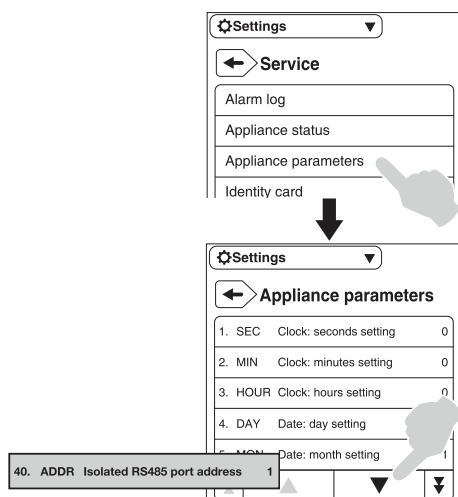 Settings
Service
Alarm log
Appliance status
Appliance parameters
Identity card
Settings
Appliance parameters
1. SEC Clock: seconds setting 0
2. MIN Clock: minutes setting 0
3. HOUR Clock: hours setting 0
4. DAY Date: day setting
5. MON Date: month setting 1
40. ADDR Isolated RS485 port address 1